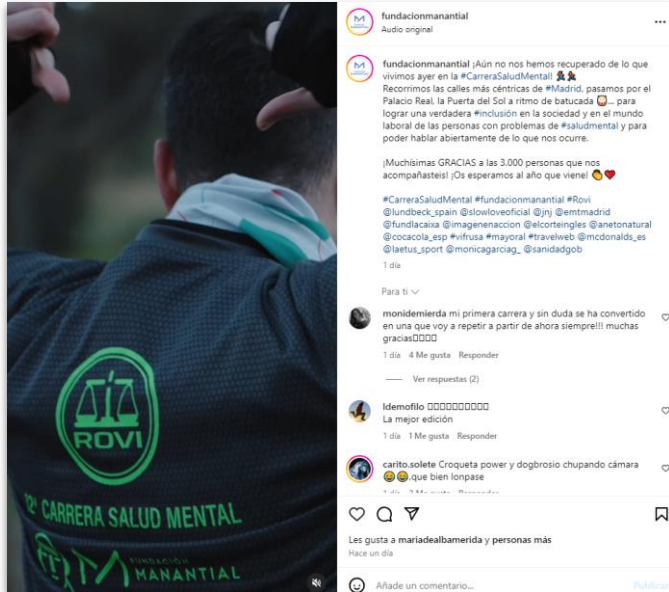 ROVI
12ª CARRERA SALUD MENTAL
FUNDACIÓN
MANANTIAL
fundacionmanantial
Audio original
fundacionmanantial ¡Aún no nos hemos recuperado de lo que
vivimos ayer en la #CarreraSaludMental!
Recorrimos las calles más céntricas de #Madrid, pasamos por el
Palacio Real, la Puerta del Sol a ritmo de batucada 🥁... para
lograr una verdadera #inclusión en la sociedad y en el mundo
laboral de las personas con problemas de #saludmental y para
poder hablar abiertamente de lo que nos ocurre.
¡Muchísimas GRACIAS a las 3.000 personas que nos
acompañasteis! ¡Os esperamos al año que viene! 👏❤️
#CarreraSaludMental #fundacionmanantial #Rovi
@lundbeck_spain @slowloveoficial @jnj @emtmadrid
@fundlacaixa @imagenenaccion @elcorteingles @anetonatural
@cocacola_esp #vifrusa #mayoral #travelweb @mcdonalds_es
@laetus_sport @monicagarciag_ @sanidadgob
1 día
Para ti
monidemierda mi primera carrera y sin duda se ha convertido
en una que voy a repetir a partir de ahora siempre!!! muchas
gracias▯▯▯▯
1 día 4 Me gusta Responder
Ver respuestas (2)
ldemofilo ▯▯▯▯▯▯▯▯▯▯
La mejor edición
1 día 1 Me gusta Responder
carito.solete Croqueta power y dogbrosio chupando cámara
😂😂,que bien lonpase
Les gusta a mariadealbamerida y personas más
Hace un día
Añade un comentario...
Publicar